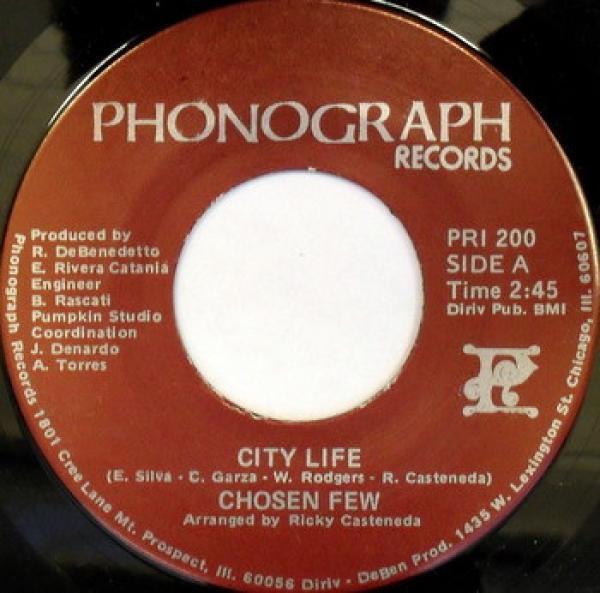 PHONOGRAPH
RECORDS
Produced by
R. DeBenedetto
E. Rivera Catania
Engineer
B. Rascati
Pumpkin Studio
Coordination
J. Denardo
A. Torres
PRI 200
SIDE A
Time 2:45
Diriv Pub. BMI
PR
CITY LIFE
(E. Silva - C. Garza - W. Rodgers - R. Casteneda)
CHOSEN FEW
Arranged by Ricky Casteneda
Phonograph Records 1801 Cree Lane Mt. Prospect, Ill. 60056 Diriv - DeBen Prod. 1435 W. Lexington St. Chicago, Ill. 60607